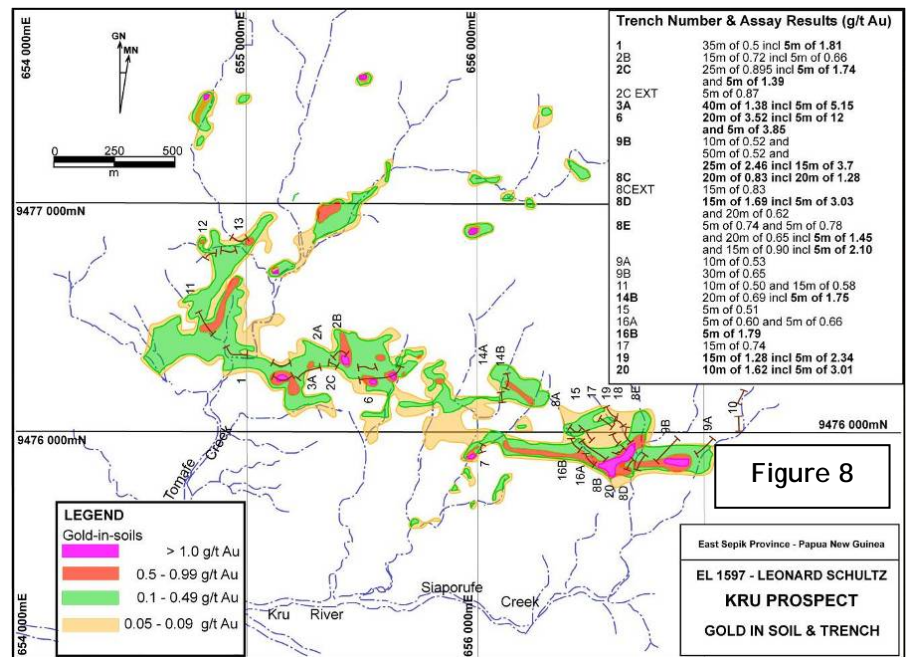 654 000mE
655 000mE
656 000mE
GN
MN
0 250 500
m
Trench Number & Assay Results (g/t Au)
1 35m of 0.5 incl 5m of 1.81
2B 15m of 0.72 incl 5m of 0.66
2C 25m of 0.895 incl 5m of 1.74
and 5m of 1.39
2C EXT 5m of 0.87
3A 40m of 1.38 incl 5m of 5.15
6 20m of 3.52 incl 5m of 12
and 5m of 3.85
9B 10m of 0.52 and
50m of 0.52 and
25m of 2.46 incl 15m of 3.7
8C 20m of 0.83 incl 20m of 1.28
8CEXT 15m of 0.83
8D 15m of 1.69 incl 5m of 3.03
and 20m of 0.62
8E 5m of 0.74 and 5m of 0.78
and 20m of 0.65 incl 5m of 1.45
and 15m of 0.90 incl 5m of 2.10
9A 10m of 0.53
9B 30m of 0.65
11 10m of 0.50 and 15m of 0.58
14B 20m of 0.69 incl 5m of 1.75
15 5m of 0.51
16A 5m of 0.60 and 5m of 0.66
16B 5m of 1.79
17 15m of 0.74
19 15m of 1.28 incl 5m of 2.34
20 10m of 1.62 incl 5m of 3.01
9477 000mN
12
13
11
2A
2B
1
3A
2C
6
14A
14B
8A
15
17
19
18
8E
9B
9A
10
9476 000mN
9476 000mN
7
16B
16A
8B
20
8D
Tomafe Creek
Figure 8
LEGEND
Gold-in-soils
> 1.0 g/t Au
0.5 - 0.99 g/t Au
0.1 - 0.49 g/t Au
0.05 - 0.09 g/t Au
Kru River
Siaporufe Creek
654 000mE
656 000mE
East Sepik Province - Papua New Guinea
EL 1597 - LEONARD SCHULTZ
KRU PROSPECT
GOLD IN SOIL & TRENCH